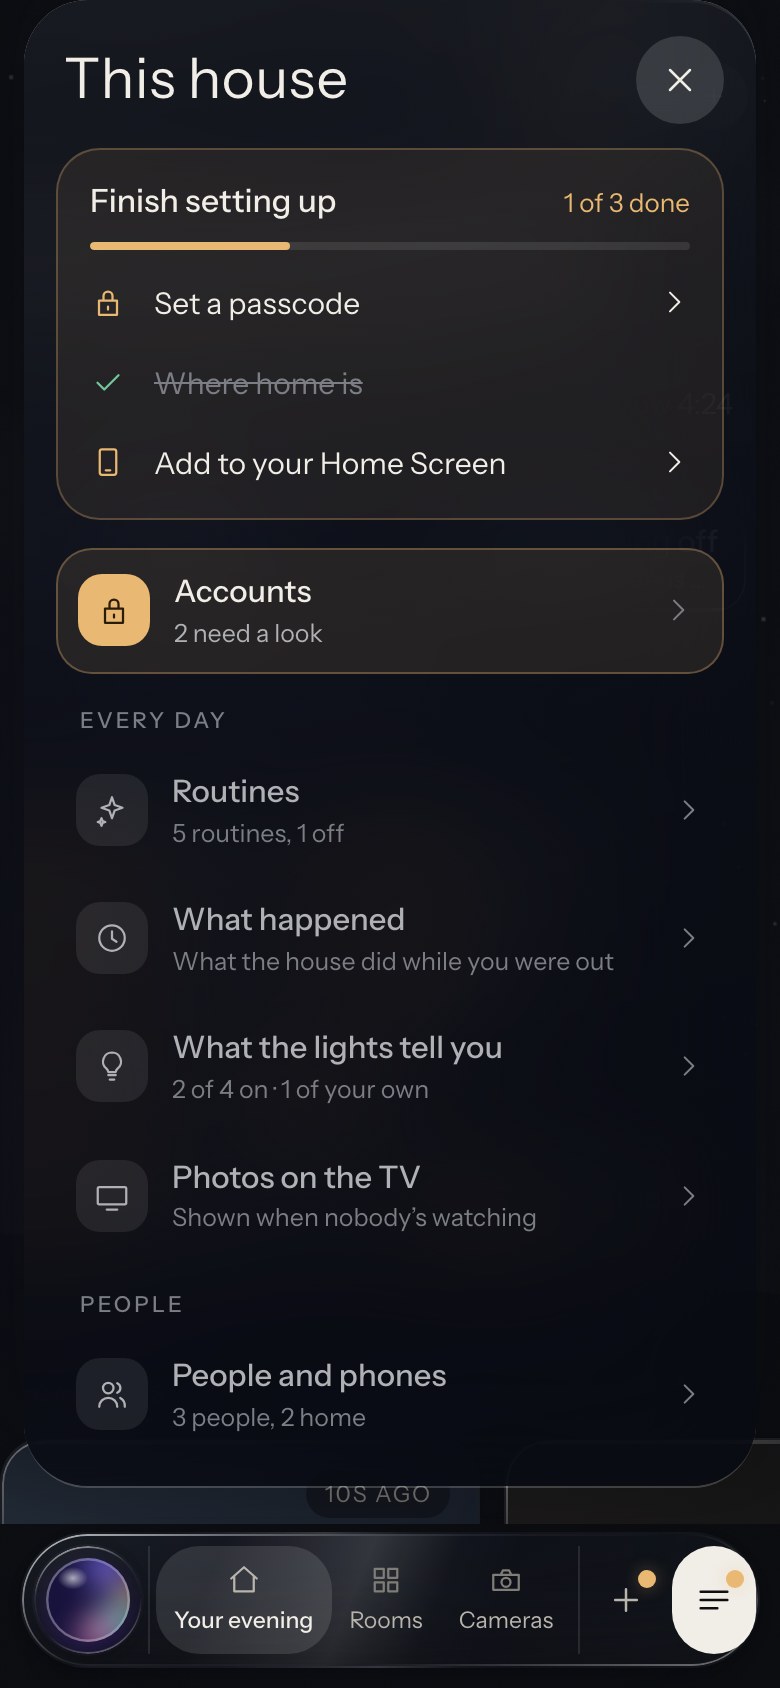 This house
Finish setting up
1 of 3 done
Set a passcode
Where home is
4:24
Add to your Home Screen
off
Accounts
2 need a look
EVERY DAY
Routines
5 routines, 1 off
What happened
What the house did while you were out
What the lights tell you
2 of 4 on · 1 of your own
Photos on the TV
Shown when nobody’s watching
PEOPLE
People and phones
3 people, 2 home
10S AGO
Your evening
Rooms
Cameras